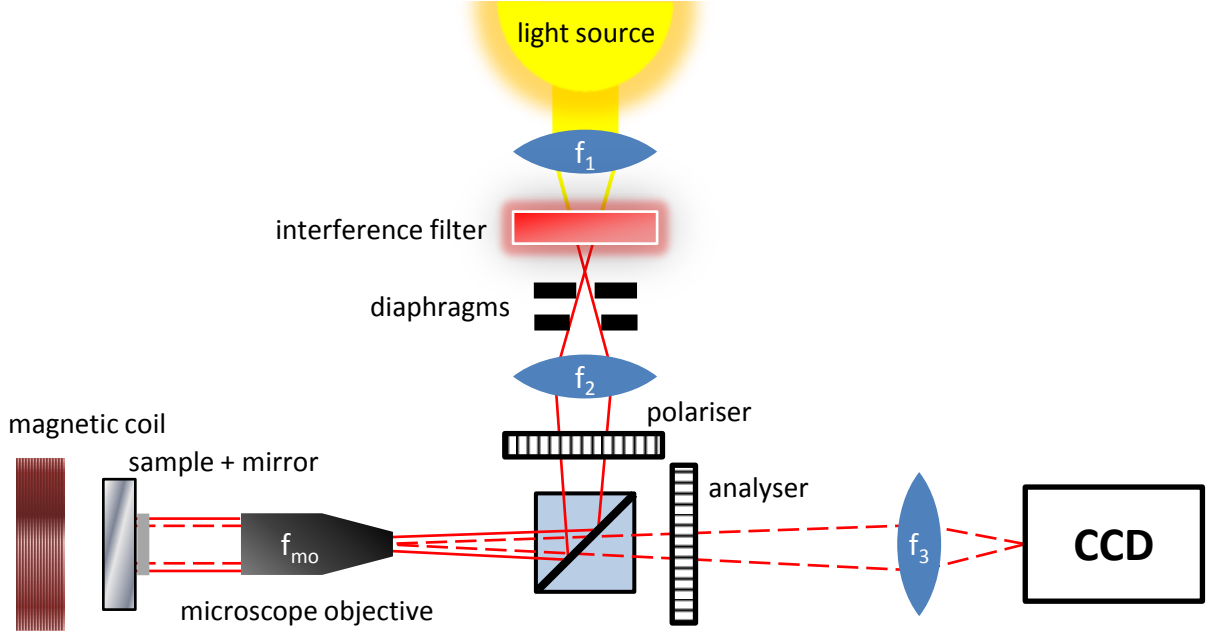 light source
f1
interference filter
diaphragms
f2
polariser
magnetic coil
sample + mirror
analyser
fmo
f3
CCD
microscope objective